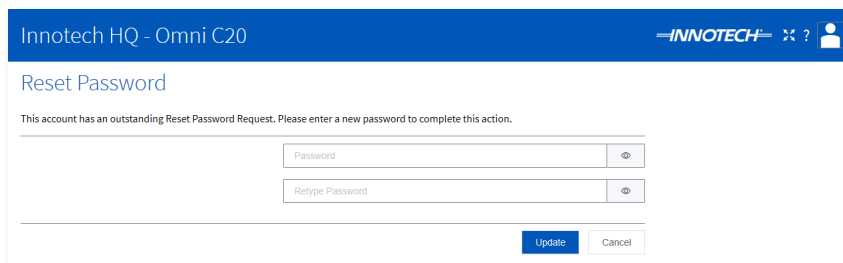 Innotech HQ - Omni C20
INNOTECH
?
Reset Password
This account has an outstanding Reset Password Request. Please enter a new password to complete this action.
Password
Retype Password
Update
Cancel